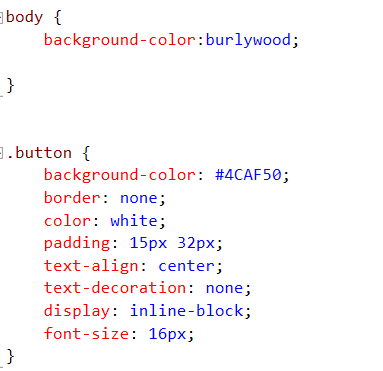 body {
background-color:burlywood;
}
.button {
background-color: #4CAF50;
border: none;
color: white;
padding: 15px 32px;
text-align: center;
text-decoration: none;
display: inline-block;
font-size: 16px;
}